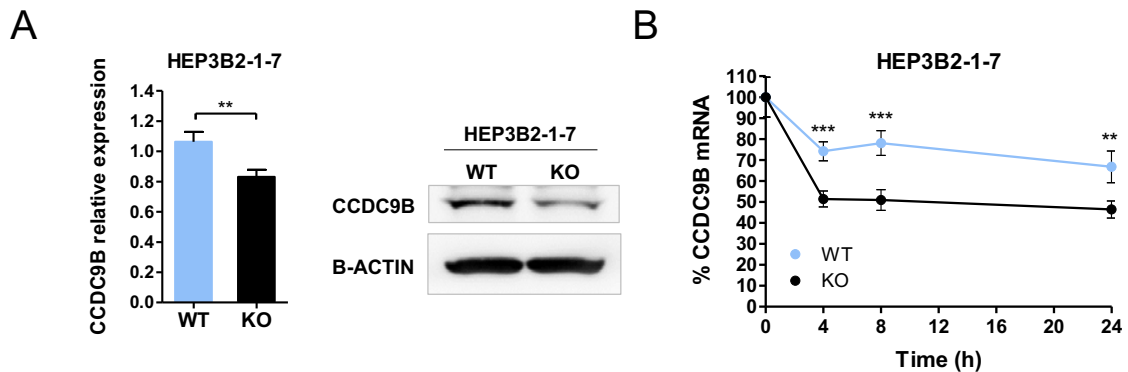 A
HEP3B2-1-7
CCDC9B relative expression
1.4
1.2
1.0
0.8
0.6
0.4
0.2
0.0
**
WT KO
HEP3B2-1-7
WT KO
CCDC9B
B-ACTIN
B
HEP3B2-1-7
% CCDC9B mRNA
110
100
90
80
70
60
50
40
30
20
10
0
*** *** **
WT
KO
0 4 8 12 16 20 24
Time (h)